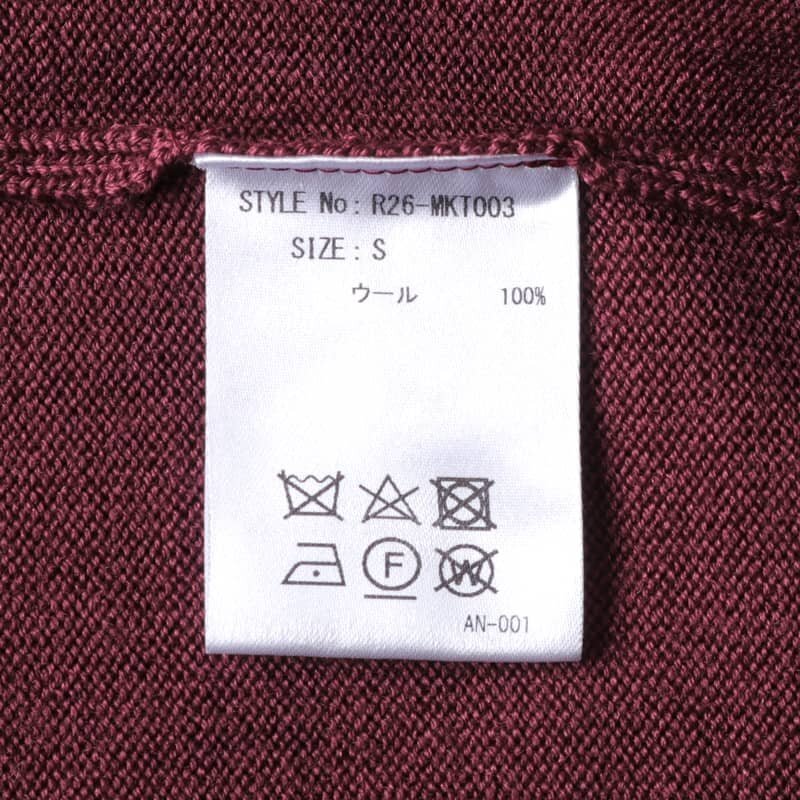 STYLE No: R26-MKT003
SIZE: S
ウール 100%
F W
AN-001